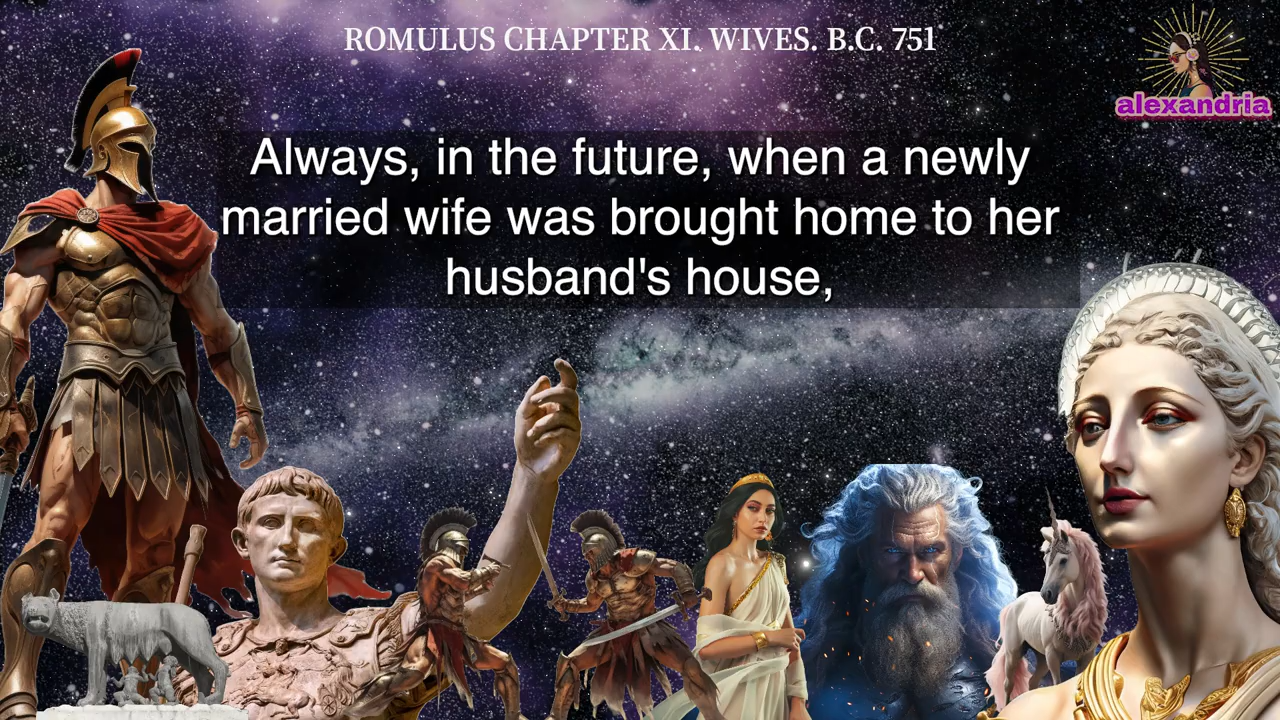 ROMULUS CHAPTER XI. WIVES. B.C. 751
alexandria
Always, in the future, when a newly
married wife was brought home to her
husband's house,